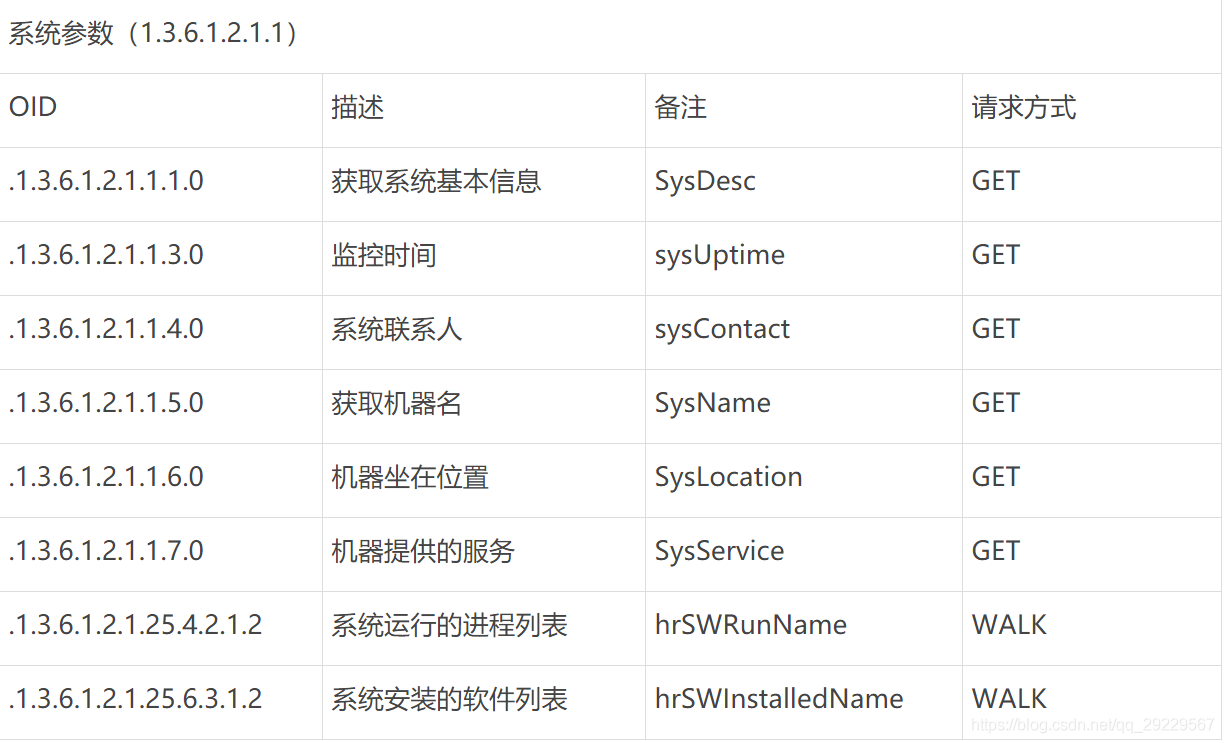 系统参数（1.3.6.1.2.1.1）
OID 描述 备注 请求方式
.1.3.6.1.2.1.1.1.0 获取系统基本信息 SysDesc GET
.1.3.6.1.2.1.1.3.0 监控时间 sysUptime GET
.1.3.6.1.2.1.1.4.0 系统联系人 sysContact GET
.1.3.6.1.2.1.1.5.0 获取机器名 SysName GET
.1.3.6.1.2.1.1.6.0 机器坐在位置 SysLocation GET
.1.3.6.1.2.1.1.7.0 机器提供的服务 SysService GET
.1.3.6.1.2.1.25.4.2.1.2 系统运行的进程列表 hrSWRunName WALK
.1.3.6.1.2.1.25.6.3.1.2 系统安装的软件列表 hrSWInstalledName WALK
https://blog.csdn.net/qq_29229567